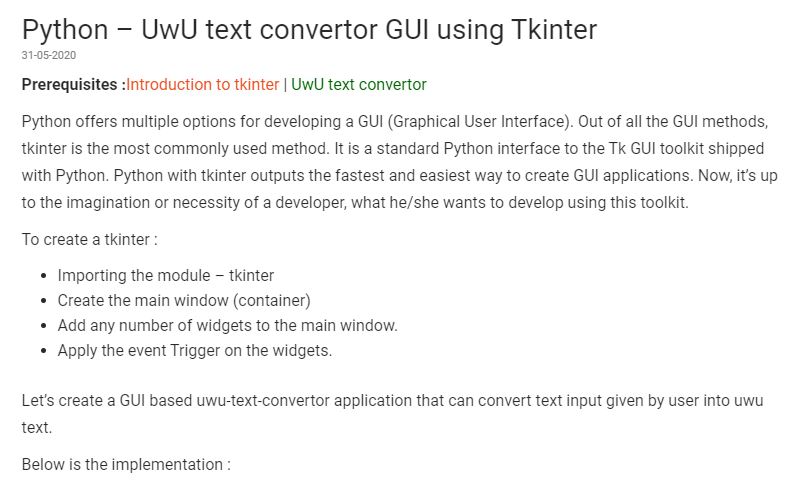 Python – UwU text convertor GUI using Tkinter
31-05-2020
Prerequisites :Introduction to tkinter | UwU text convertor
Python offers multiple options for developing a GUI (Graphical User Interface). Out of all the GUI methods,
tkinter is the most commonly used method. It is a standard Python interface to the Tk GUI toolkit shipped
with Python. Python with tkinter outputs the fastest and easiest way to create GUI applications. Now, it’s up
to the imagination or necessity of a developer, what he/she wants to develop using this toolkit.
To create a tkinter :
• Importing the module – tkinter
• Create the main window (container)
• Add any number of widgets to the main window.
• Apply the event Trigger on the widgets.
Let’s create a GUI based uwu-text-convertor application that can convert text input given by user into uwu
text.
Below is the implementation :